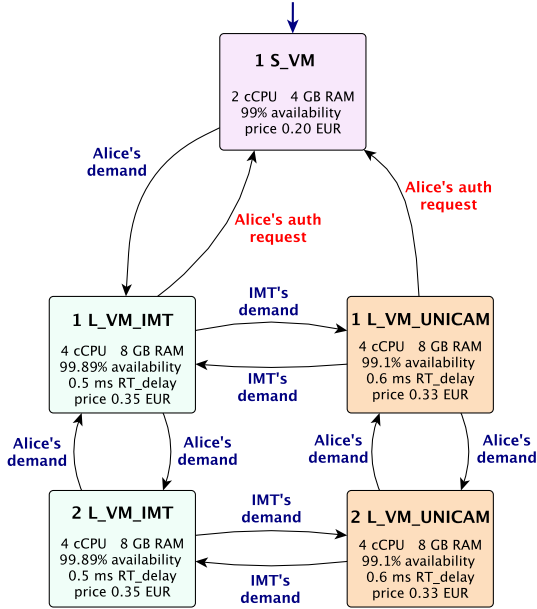 1 S_VM
2 cCPU 4 GB RAM
99% availability
price 0.20 EUR
Alice's
demand
Alice's auth
request
Alice's auth
request
1 L_VM_IMT
4 cCPU 8 GB RAM
99.89% availability
0.5 ms RT_delay
price 0.35 EUR
IMT's
demand
IMT's
demand
1 L_VM_UNICAM
4 cCPU 8 GB RAM
99.1% availability
0.6 ms RT_delay
price 0.33 EUR
Alice's
demand
Alice's
demand
Alice's
demand
Alice's
demand
2 L_VM_IMT
4 cCPU 8 GB RAM
99.89% availability
0.5 ms RT_delay
price 0.35 EUR
IMT's
demand
IMT's
demand
2 L_VM_UNICAM
4 cCPU 8 GB RAM
99.1% availability
0.6 ms RT_delay
price 0.33 EUR